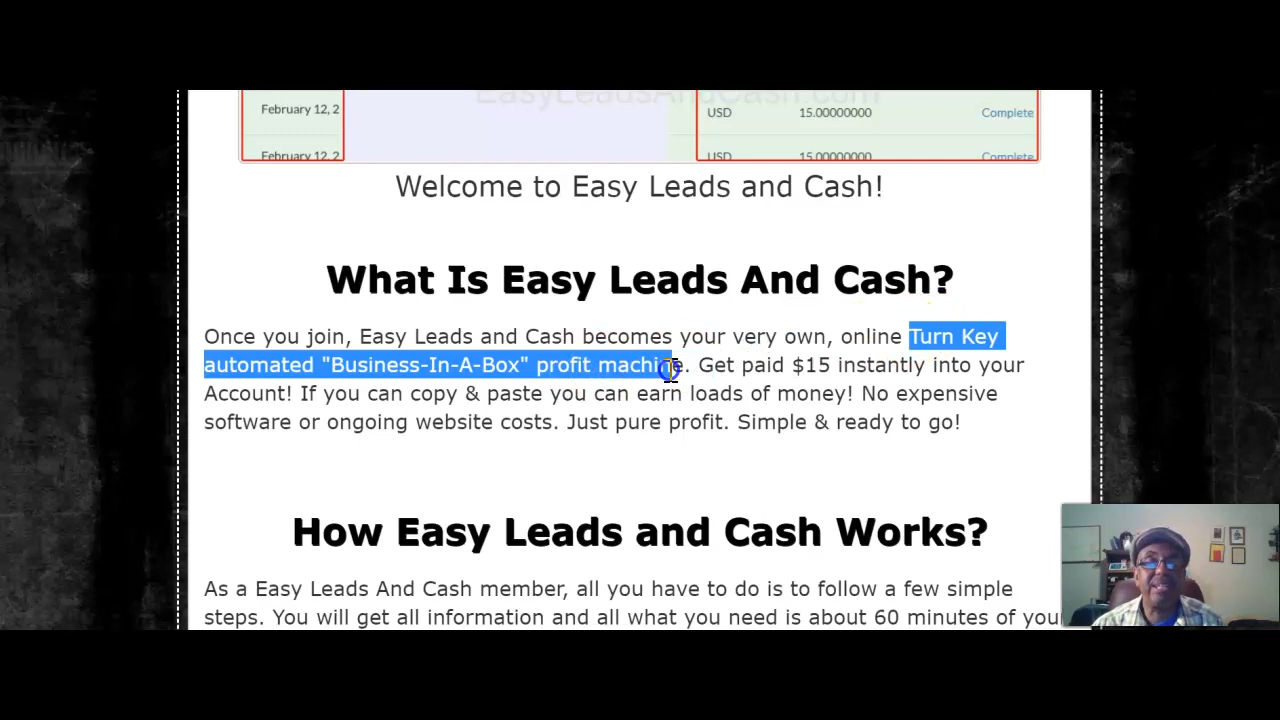 EasyLeadsAndCash.com
February 12, 2
USD 15.00000000 Complete
February 12, 2
USD 15.00000000 Complete
Welcome to Easy Leads and Cash!
What Is Easy Leads And Cash?
Once you join, Easy Leads and Cash becomes your very own, online Turn Key
automated "Business-In-A-Box" profit machine. Get paid $15 instantly into your
Account! If you can copy & paste you can earn loads of money! No expensive
software or ongoing website costs. Just pure profit. Simple & ready to go!
How Easy Leads and Cash Works?
As a Easy Leads And Cash member, all you have to do is to follow a few simple
steps. You will get all information and all what you need is about 60 minutes of your